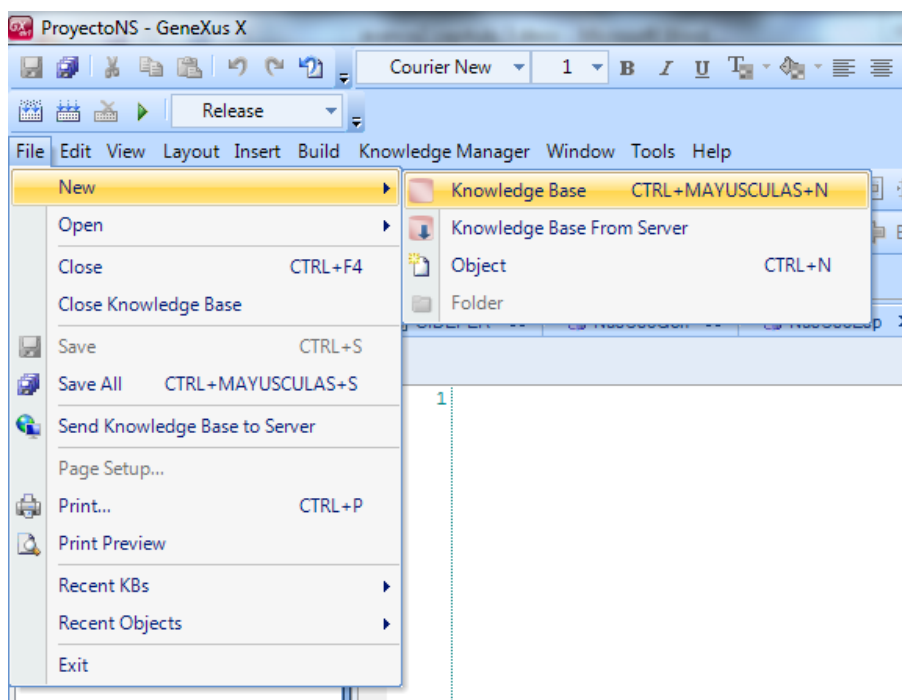 ProyectoNS - GeneXus X
Courier New 1 B I U
Release
File Edit View Layout Insert Build Knowledge Manager Window Tools Help
New
Knowledge Base CTRL+MAYUSCULAS+N
Open
Knowledge Base From Server
Close CTRL+F4
Object CTRL+N
Close Knowledge Base
Folder
Save CTRL+S
Save All CTRL+MAYUSCULAS+S
1
Send Knowledge Base to Server
Page Setup...
Print... CTRL+P
Print Preview
Recent KBs
Recent Objects
Exit